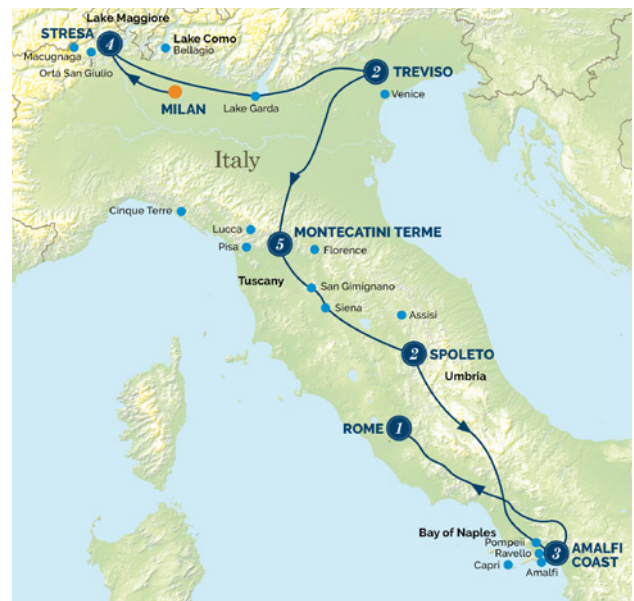 Lake Maggiore
STRESA
4
Lake Como
Bellagio
Macugnaga
Orta San Giulio
MILAN
Lake Garda
2
TREVISO
Venice
Italy
Cinque Terre
Lucca
Pisa
5
MONTECATINI TERME
Florence
Tuscany
San Gimignano
Siena
Assisi
2
SPOLETO
Umbria
ROME
1
Bay of Naples
Pompeii
Ravello
Capri
Amalfi
3
AMALFI
COAST